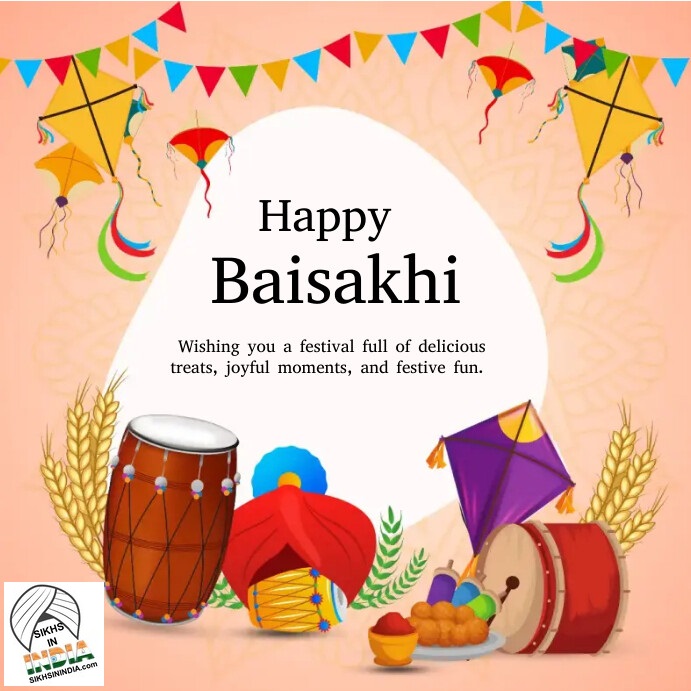 Happy
Baisakhi
Wishing you a festival full of delicious
treats, joyful moments, and festive fun.
SIKHS
IN
INDIA
SIKHSININDIA.com